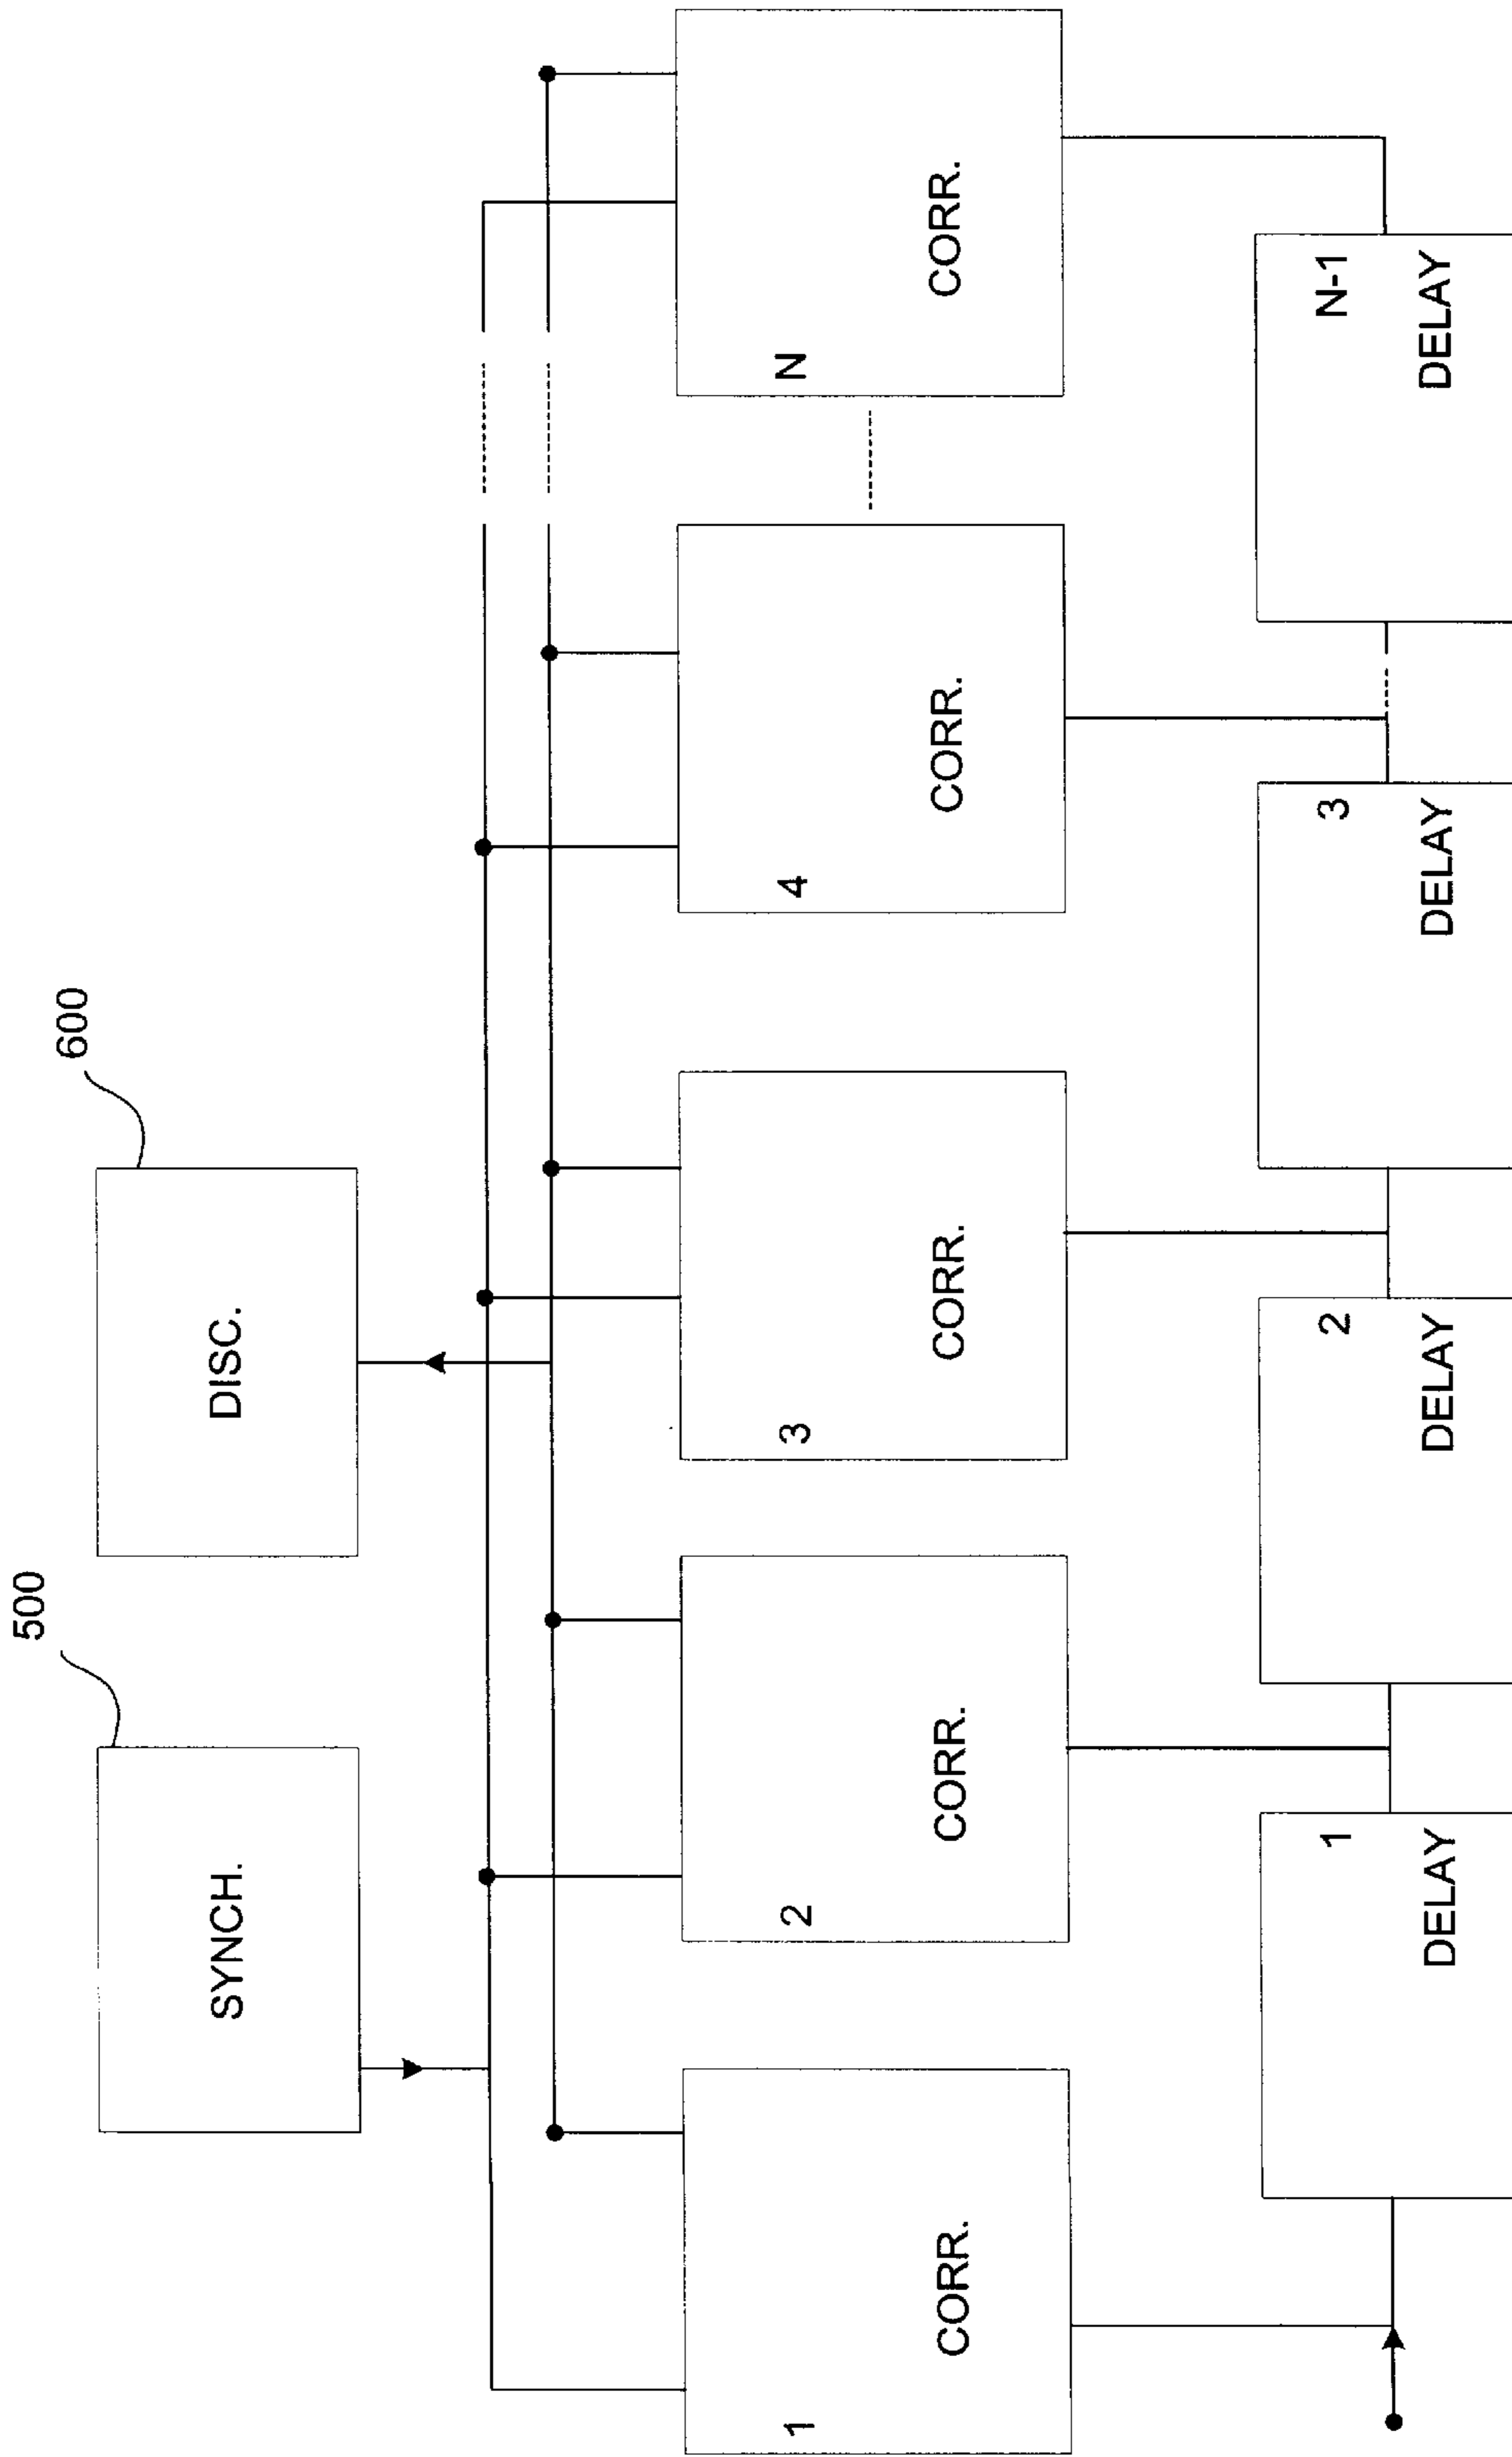 500
600
SYNCH.
DISC.
1
CORR.
2
CORR.
3
CORR.
4
CORR.
N
CORR.
1
DELAY
2
DELAY
3
DELAY
N-1
DELAY